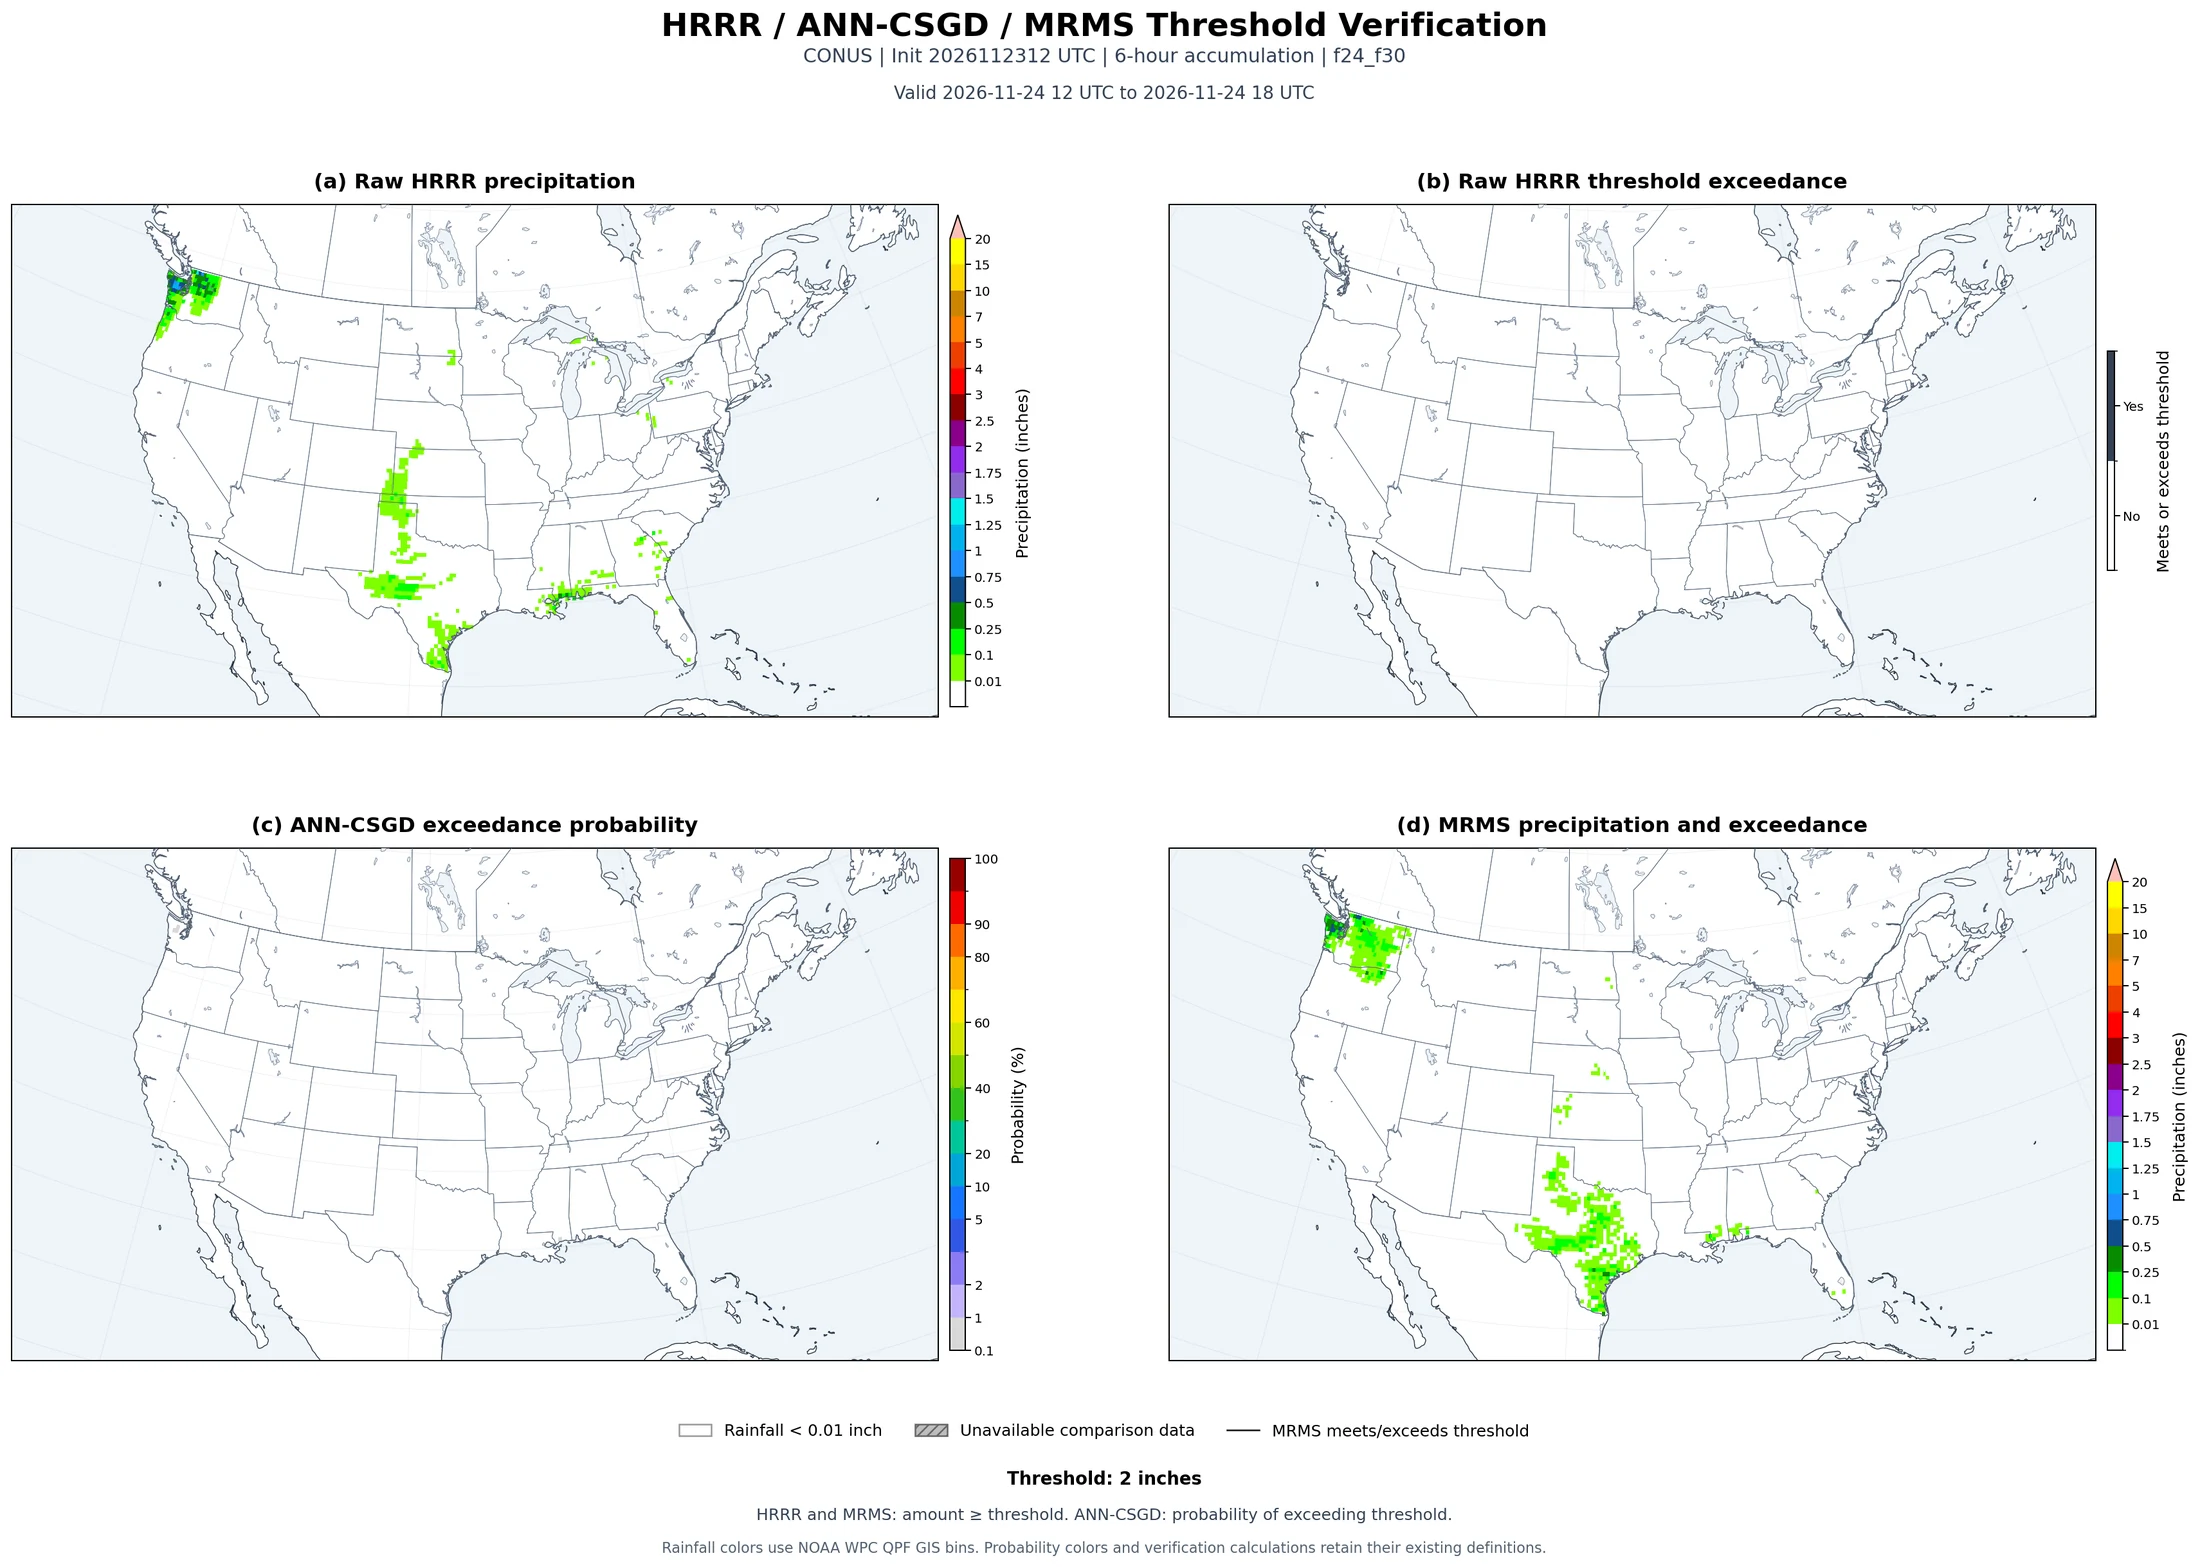 HRRR / ANN-CSGD / MRMS Threshold Verification
CONUS | Init 2026112312 UTC | 6-hour accumulation | f24_f30
Valid 2026-11-24 12 UTC to 2026-11-24 18 UTC
(a) Raw HRRR precipitation
20
15
10
7
5
4
3
2.5
2
1.75
1.5
1.25
1
0.75
0.5
0.25
0.1
0.01
Precipitation (inches)
(b) Raw HRRR threshold exceedance
Yes
No
Meets or exceeds threshold
(c) ANN-CSGD exceedance probability
100
90
80
60
40
20
10
5
2
1
0.1
Probability (%)
(d) MRMS precipitation and exceedance
20
15
10
7
5
4
3
2.5
2
1.75
1.5
1.25
1
0.75
0.5
0.25
0.1
0.01
Precipitation (inches)
Rainfall < 0.01 inch
Unavailable comparison data
MRMS meets/exceeds threshold
Threshold: 2 inches
HRRR and MRMS: amount ≥ threshold. ANN-CSGD: probability of exceeding threshold.
Rainfall colors use NOAA WPC QPF GIS bins. Probability colors and verification calculations retain their existing definitions.